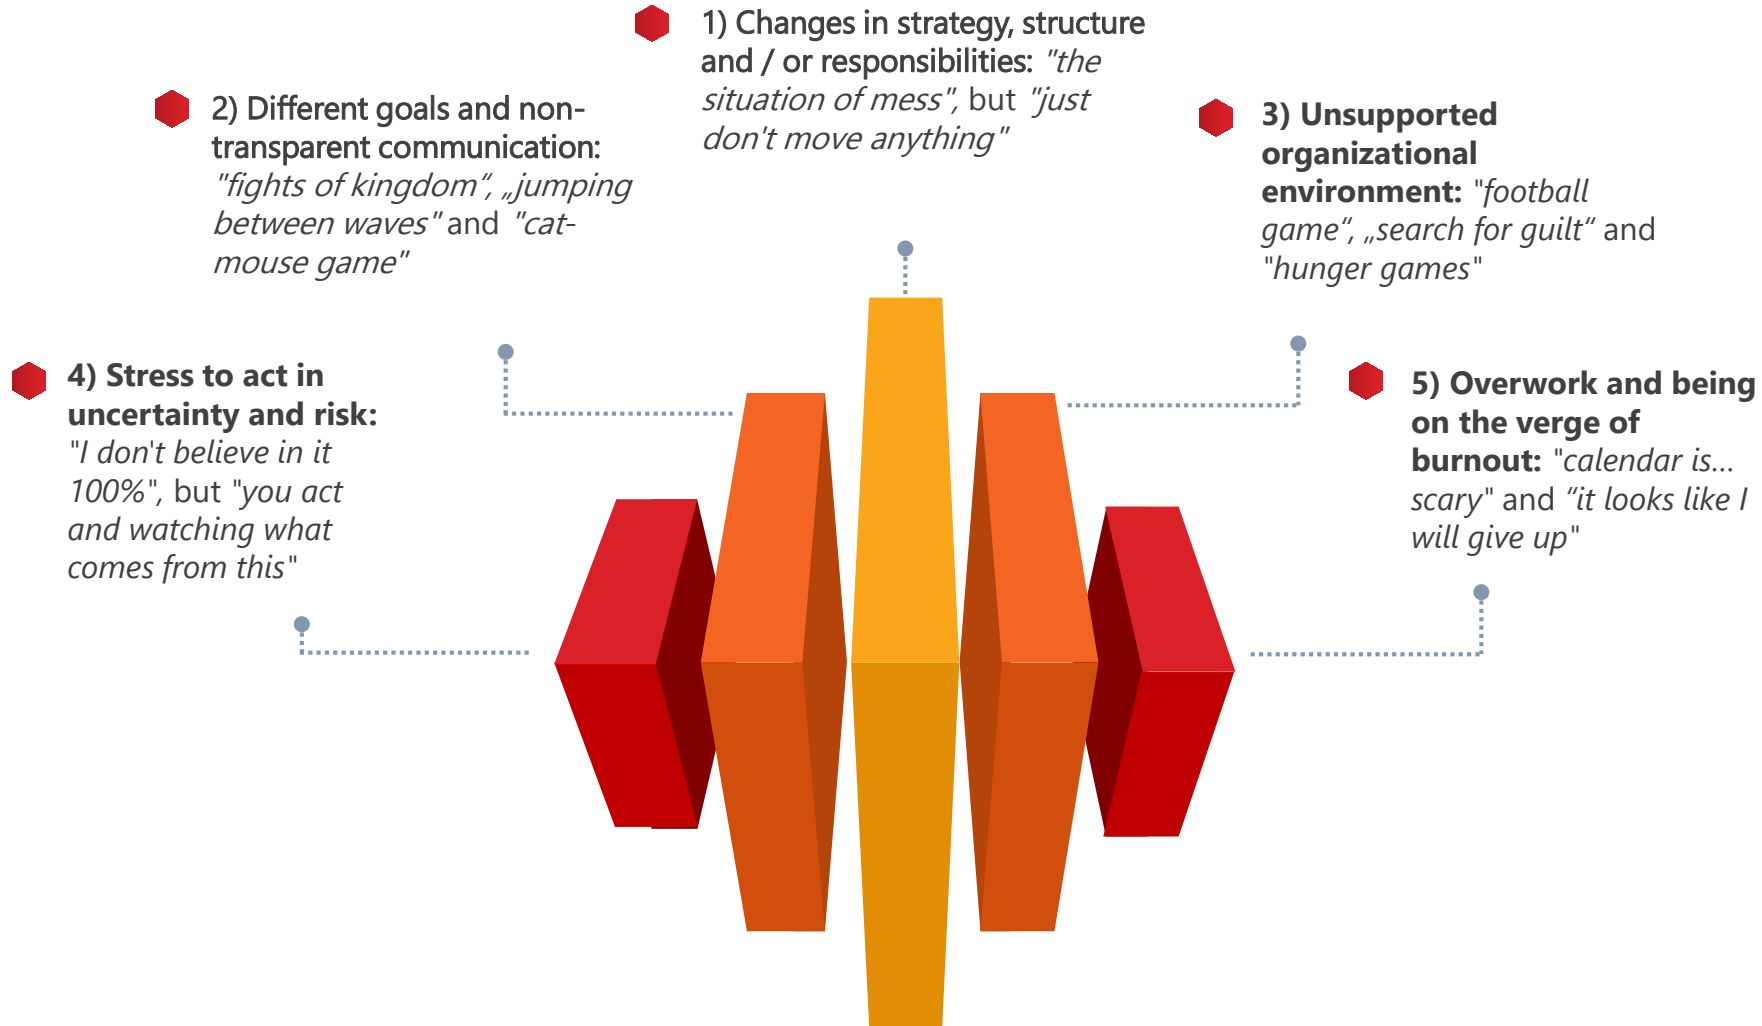 1) Changes in strategy, structure
and / or responsibilities: "the
situation of mess", but "just
don't move anything"
2) Different goals and non-
transparent communication:
"fights of kingdom“, „jumping
between waves" and "cat-
mouse game"
3) Unsupported
organizational
environment: "football
game“, „search for guilt“ and
"hunger games"
4) Stress to act in
uncertainty and risk:
"I don't believe in it
100%", but "you act
and watching what
comes from this"
5) Overwork and being
on the verge of
burnout: "calendar is...
scary" and “it looks like I
will give up"